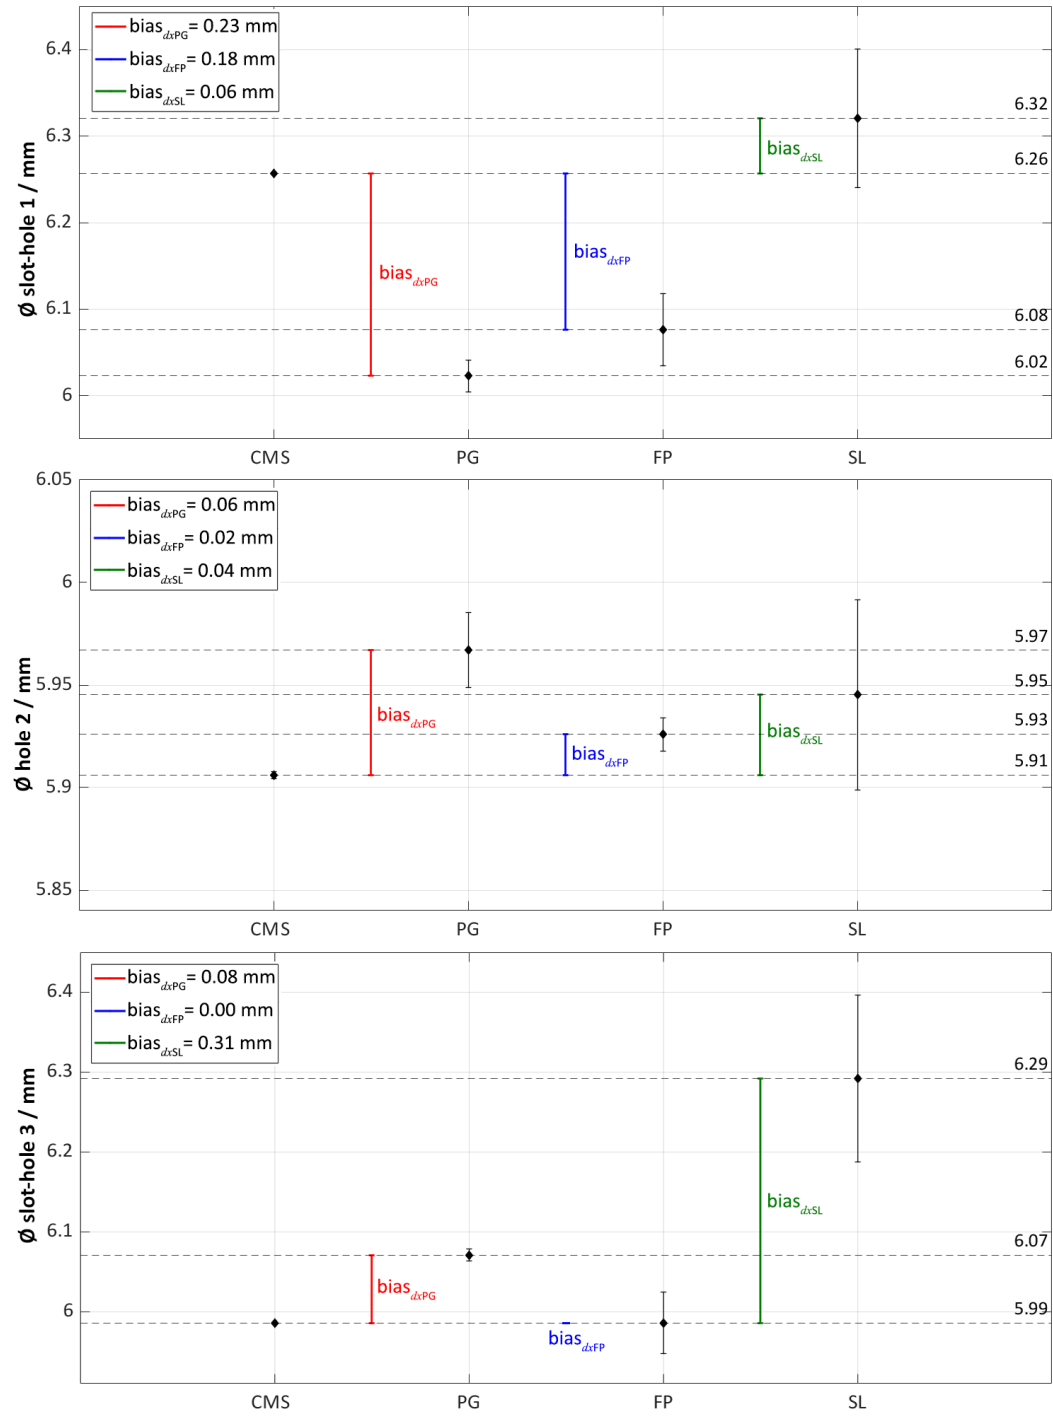 bias_dxPG = 0.23 mm
bias_dxFP = 0.18 mm
bias_dxSL = 0.06 mm
Ø slot-hole 1 / mm
6.4
6.3
6.2
6.1
6
6.32
6.26
6.08
6.02
bias_dxSL
bias_dxFP
bias_dxPG
CMS PG FP SL
bias_dxPG = 0.06 mm
bias_dxFP = 0.02 mm
bias_dxSL = 0.04 mm
Ø hole 2 / mm
6.05
6
5.95
5.9
5.85
5.97
5.95
5.93
5.91
bias_dxPG
bias_dxSL
bias_dxFP
CMS PG FP SL
bias_dxPG = 0.08 mm
bias_dxFP = 0.00 mm
bias_dxSL = 0.31 mm
Ø slot-hole 3 / mm
6.4
6.3
6.2
6.1
6
6.29
6.07
5.99
bias_dxSL
bias_dxPG
bias_dxFP
CMS PG FP SL